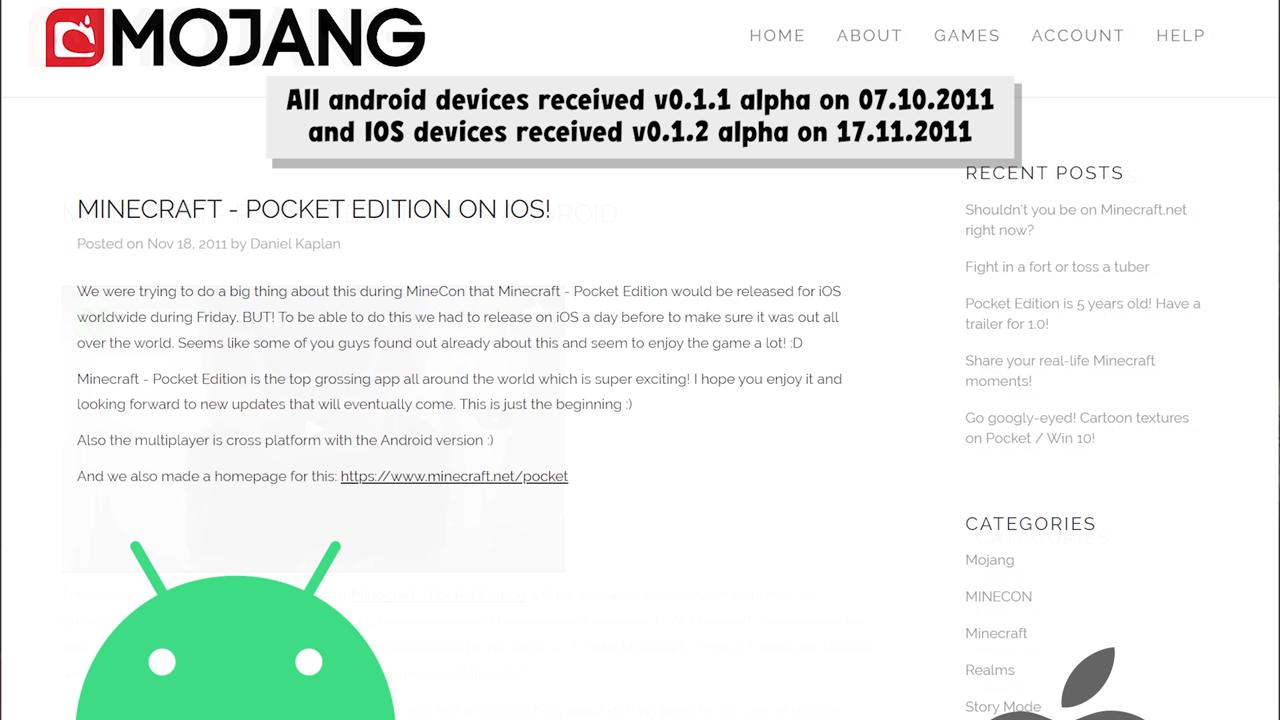 MOJANG
HOME ABOUT GAMES ACCOUNT HELP
All android devices received v0.1.1 alpha on 07.10.2011
and IOS devices received v0.1.2 alpha on 17.11.2011
MINECRAFT - POCKET EDITION ON IOS!
Posted on Nov 18, 2011 by Daniel Kaplan
We were trying to do a big thing about this during MineCon that Minecraft - Pocket Edition would be released for iOS
worldwide during Friday. BUT! To be able to do this we had to release on iOS a day before to make sure it was out all
over the world. Seems like some of you guys found out already about this and seem to enjoy the game a lot! :D
Minecraft - Pocket Edition is the top grossing app all around the world which is super exciting! I hope you enjoy it and
looking forward to new updates that will eventually come. This is just the beginning :)
Also the multiplayer is cross platform with the Android version :)
And we also made a homepage for this: https://www.minecraft.net/pocket
RECENT POSTS
Shouldn't you be on Minecraft.net
right now?
Fight in a fort or toss a tuber
Pocket Edition is 5 years old! Have a
trailer for 1.0!
Share your real-life Minecraft
moments!
Go googly-eyed! Cartoon textures
on Pocket / Win 10!
CATEGORIES
Mojang
MINECON
Minecraft
Realms
Story Mode